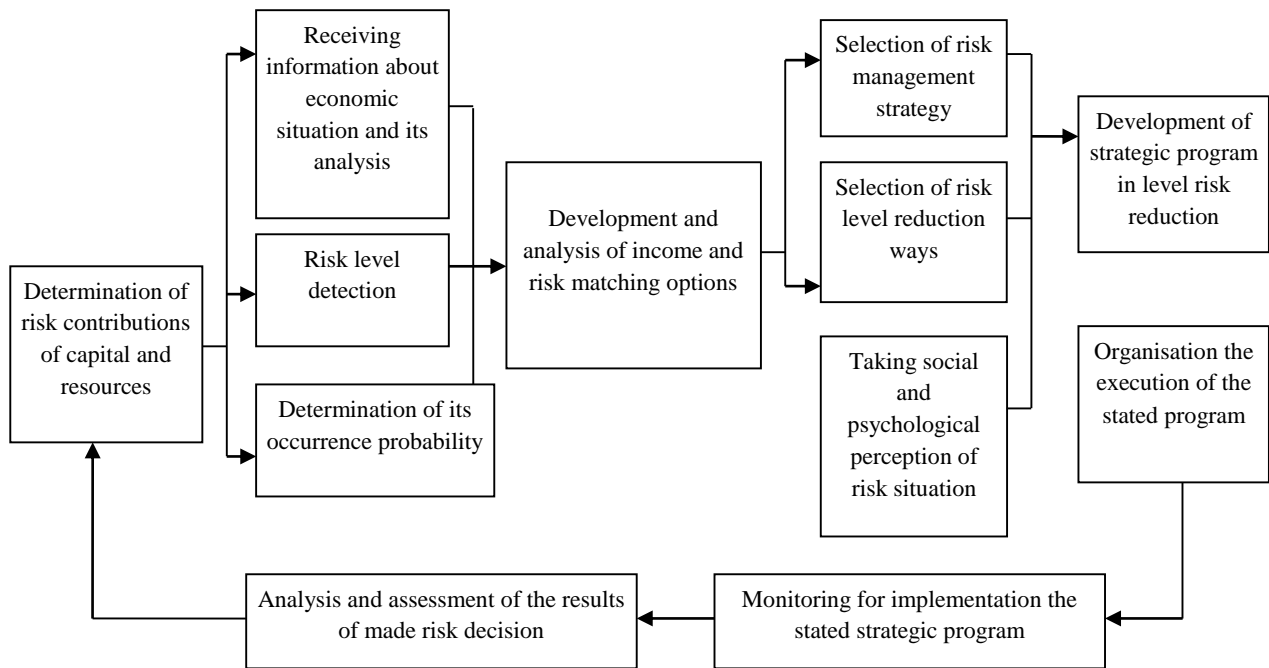 Receiving
information about
economic
situation and its
analysis
Risk level
detection
Determination of
risk contributions
of capital and
resources
Determination of its
occurrence probability
Development and
analysis of income and
risk matching options
Selection of risk
management
strategy
Selection of risk
level reduction
ways
Taking social and
psychological
perception of
risk situation
Development of
strategic program
in level risk
reduction
Organisation the
execution of the
stated program
Monitoring for implementation the
stated strategic program
Analysis and assessment of the results
of made risk decision